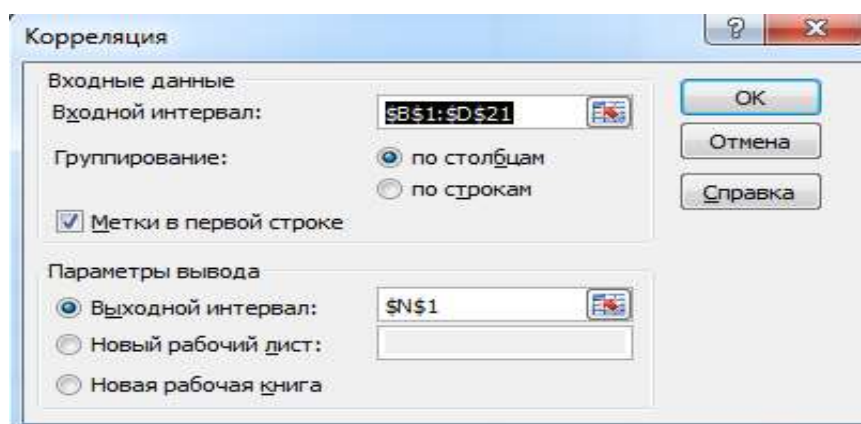 Корреляция
Входные данные
Входной интервал: $B$1:$D$21
Группирование: по столбцам
по строкам
Метки в первой строке
Параметры вывода
Выходной интервал: $N$1
Новый рабочий лист:
Новая рабочая книга
ОК
Отмена
Справка